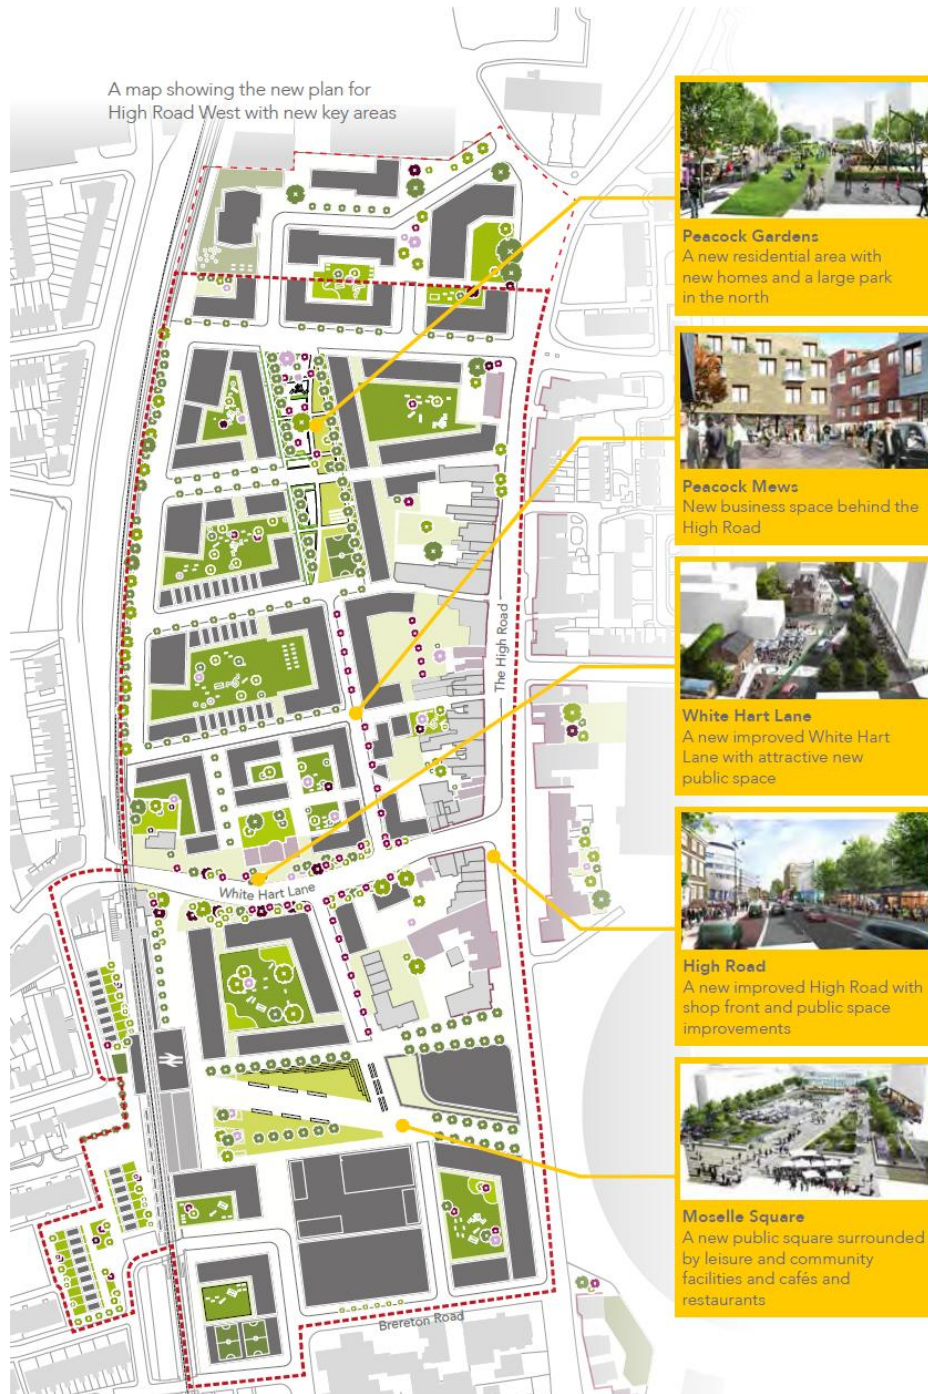 A map showing the new plan for
High Road West with new key areas
Peacock Gardens
A new residential area with
new homes and a large park
in the north
Peacock Mews
New business space behind the
High Road
The High Road
White Hart Lane
A new improved White Hart
Lane with attractive new
public space
White Hart Lane
High Road
A new improved High Road with
shop front and public space
improvements
Moselle Square
A new public square surrounded
by leisure and community
facilities and cafés and
restaurants
Brereton Road